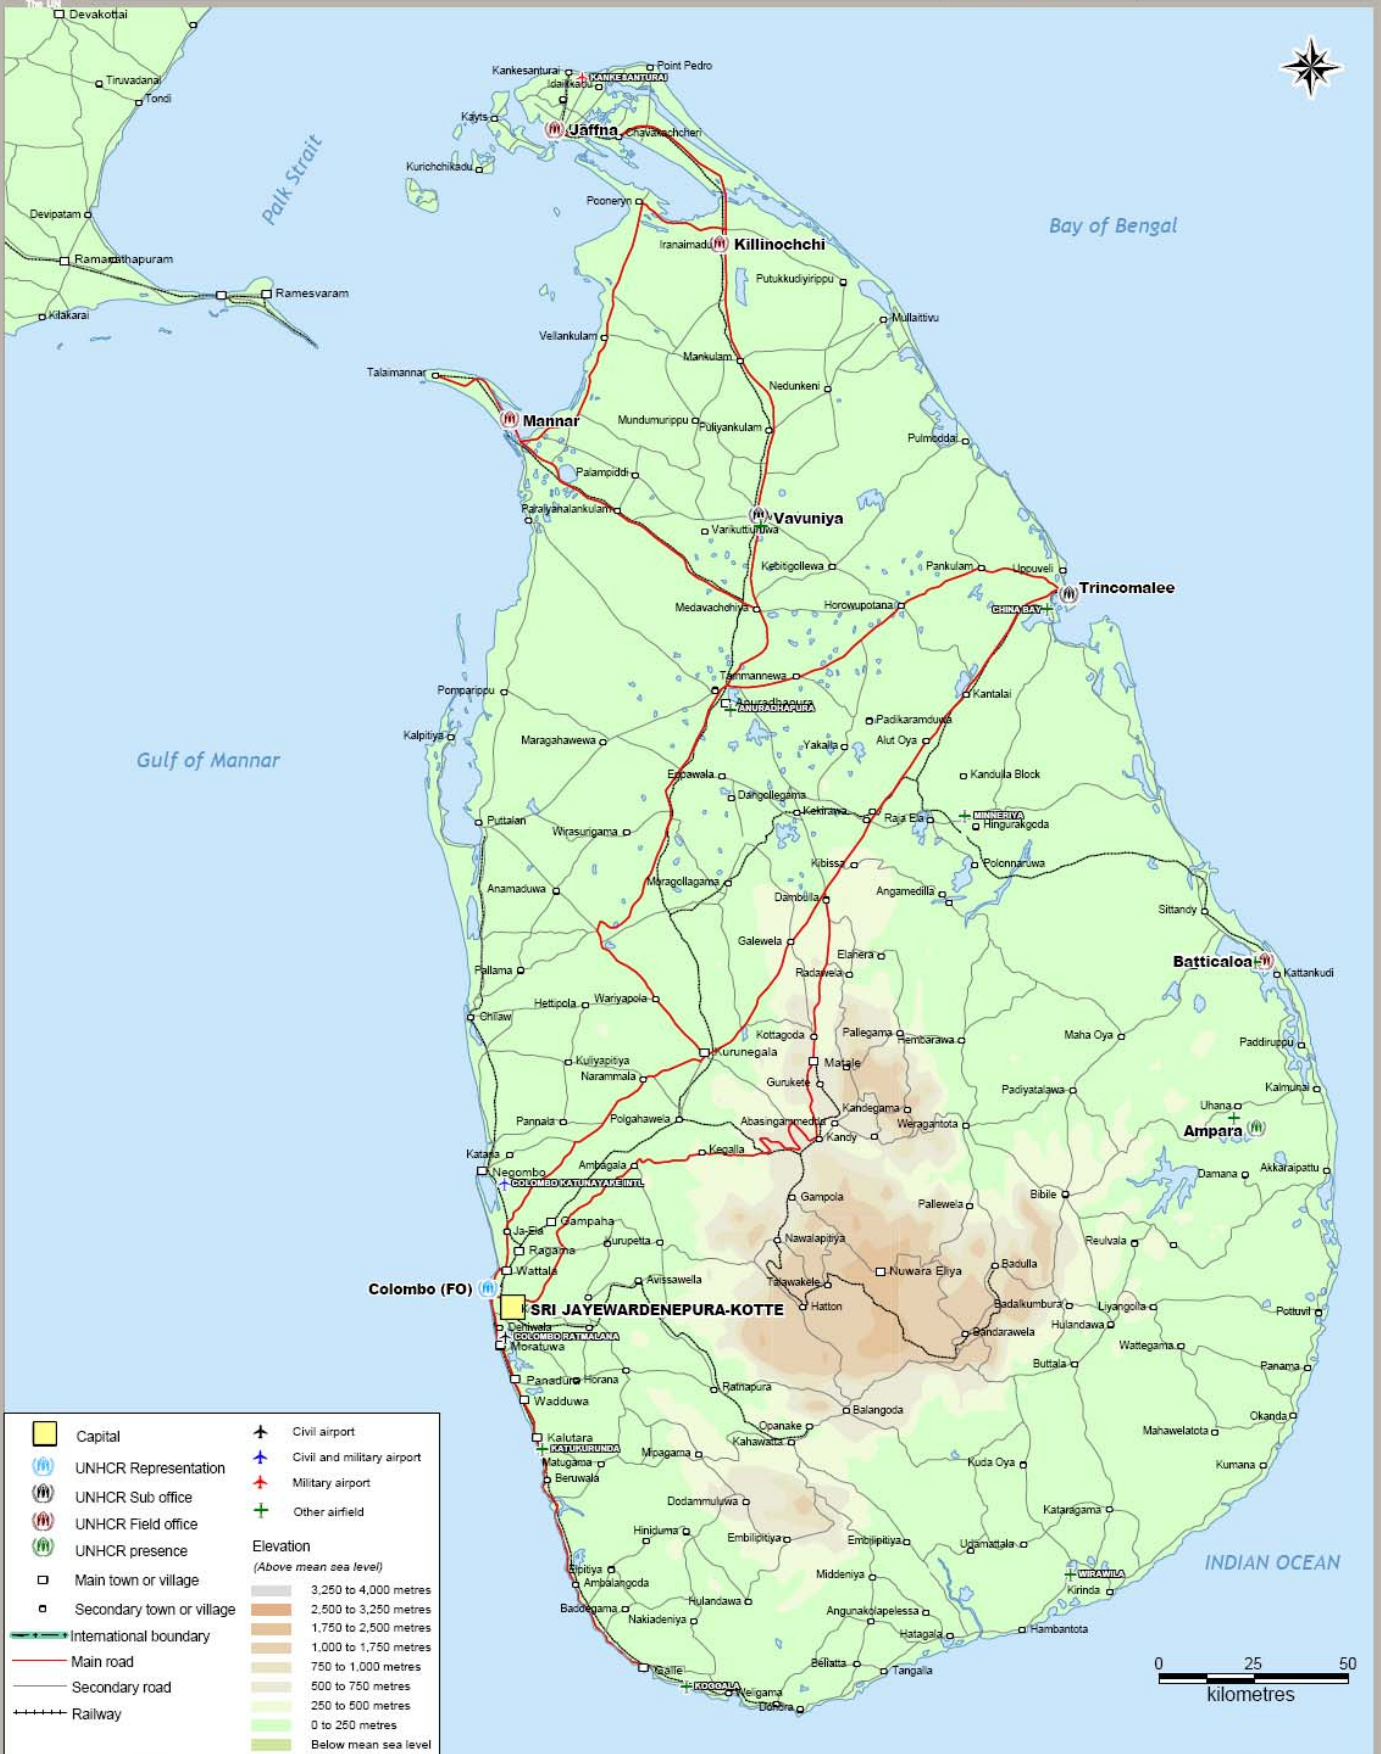 Devakottai
Tiruvadanai
Tondi
Devipatam
Ramanathapuram
Ramesvaram
Kilakarai
Palk Strait
Bay of Bengal
Gulf of Mannar
INDIAN OCEAN
Kankesanturai
KANKESANTURAI
Point Pedro
Idaikkadu
Kayts
Jaffna
Chavakachcheri
Kurichchikadu
Pooneryn
Iranaimadu
Killinochchi
Putukkudiyirippu
Mullaittivu
Vellankulam
Mankulam
Talaimannar
Nedunkeni
Mannar
Mundumurippu
Puliyankulam
Pulmoddai
Palampiddi
Paraiyanalankulam
Vavuniya
Varikuttiuruwa
Kebitigollewa
Pankulam
Uppuveli
Trincomalee
CHINA BAY
Medavachchiya
Horowupotana
Tammannewa
Pomparippu
Kantalai
Anuradhapura
ANURADHAPURA
Padikaramduwa
Kalpitiya
Maragahawewa
Yakalla
Alut Oya
Eppawala
Kandulla Block
Dangollegama
Kekirawa
Raja Ela
MINNERIYA
Hingurakgoda
Puttalan
Wirasurigama
Kibissa
Polonnaruwa
Moragollagama
Anamaduwa
Dambulla
Angamedilla
Sittandy
Galewela
Elahera
Batticaloa
Kattankudi
Pallama
Radawela
Hettipola
Wariyapola
Chilaw
Kottagoda
Pallegama
Hembarawa
Maha Oya
Paddiruppu
Kurunegala
Kuliyapitiya
Matale
Narammala
Gurukete
Padiyatalawa
Kalmunai
Pannala
Polgahawela
Abasingammedda
Kandegama
Weragantota
Uhana
Ampara
Kandy
Katana
Kegalla
Negombo
Ambagala
COLOMBO KATUNAYAKE INTL
Damana
Akkaraipattu
Gampola
Pallewela
Bibile
Ja-Ela
Gampaha
Kurupetta
Nawalapitiya
Reulvala
Ragama
Wattala
Avissawella
Talawakele
Nuwara Eliya
Badulla
Colombo (FO)
SRI JAYEWARDENEPURA-KOTTE
Hatton
Badalkumbura
Liyangolla
Pottuvil
Dehiwala
COLOMBO RATMALANA
Moratuwa
Bandarawela
Hulandawa
Wattegama
Buttala
Panama
Panadura
Horana
Ratnapura
Wadduwa
Balangoda
Okanda
Opanake
Mahawelatota
Kalutara
KATUKURUNDA
Kahawatta
Matugama
Mipagama
Kuda Oya
Kumana
Beruwala
Dodammuluwa
Kataragama
Hiniduma
Embilipitiya
Embilipitiya
Udamattala
Elpitiya
Ambalangoda
Middeniya
WIRAWILA
Kirinda
Baddegama
Hulandawa
Nakiadeniya
Angunakolapelessa
Hatagala
Hambantota
Galle
Beliatta
Tangalla
KOGGALA
Weligama
Dondra
Capital
UNHCR Representation
UNHCR Sub office
UNHCR Field office
UNHCR presence
Main town or village
Secondary town or village
International boundary
Main road
Secondary road
Railway
Civil airport
Civil and military airport
Military airport
Other airfield
Elevation
(Above mean sea level)
3,250 to 4,000 metres
2,500 to 3,250 metres
1,750 to 2,500 metres
1,000 to 1,750 metres
750 to 1,000 metres
500 to 750 metres
250 to 500 metres
0 to 250 metres
Below mean sea level
0 25 50
kilometres